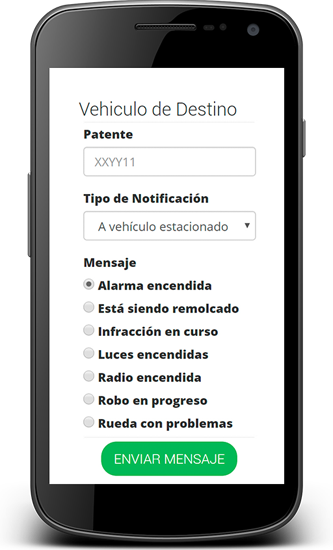 Vehiculo de Destino
Patente
XXYY11
Tipo de Notificación
A vehículo estacionado
Mensaje
Alarma encendida
Está siendo remolcado
Infracción en curso
Luces encendidas
Radio encendida
Robo en progreso
Rueda con problemas
ENVIAR MENSAJE